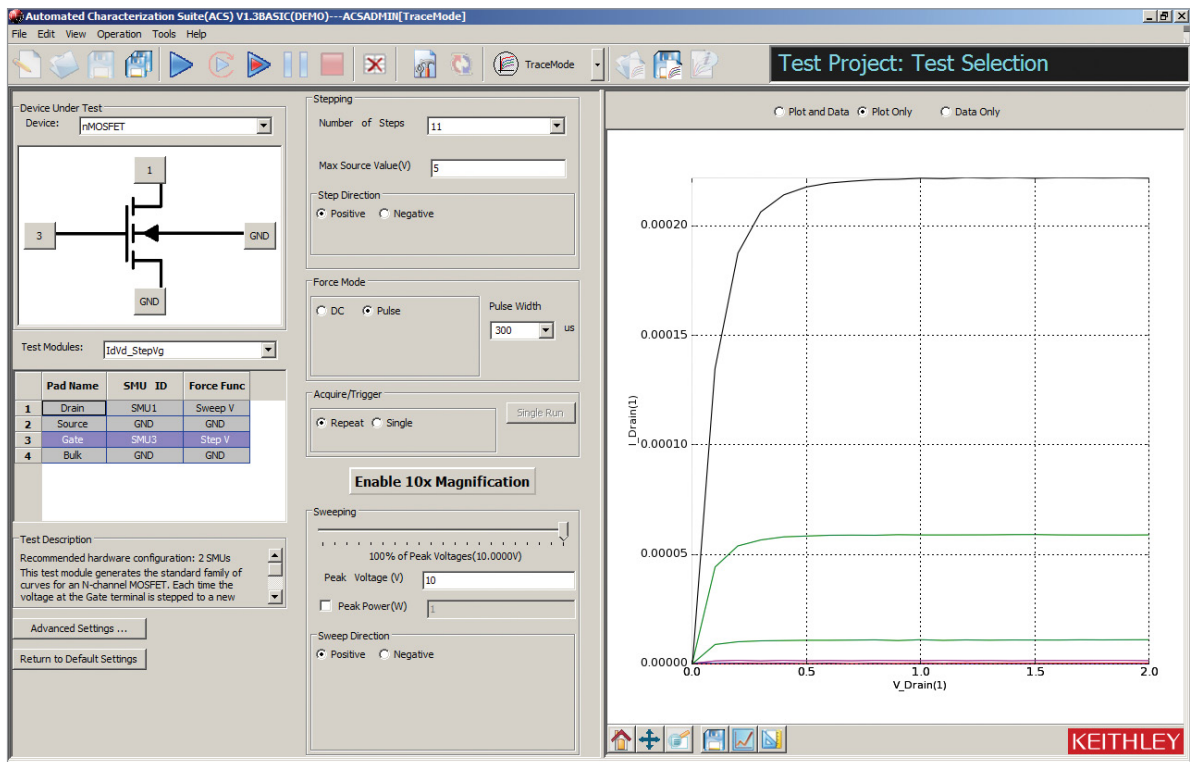 Automated Characterization Suite(ACS) V1.3BASIC(DEMO)---ACSADMIN[TraceMode]
File Edit View Operation Tools Help
TraceMode
Test Project: Test Selection
Device Under Test
Device: nMOSFET
1
3
GND
GND
Test Modules: IdVd_StepVg
Pad Name SMU ID Force Func
1 Drain SMU1 Sweep V
2 Source GND GND
3 Gate SMU3 Step V
4 Bulk GND GND
Test Description
Recommended hardware configuration: 2 SMUs
This test module generates the standard family of
curves for an N-channel MOSFET. Each time the
voltage at the Gate terminal is stepped to a new
Advanced Settings ...
Return to Default Settings
Stepping
Number of Steps 11
Max Source Value(V) 5
Step Direction
Positive Negative
Force Mode
DC Pulse
Pulse Width
300 us
Acquire/Trigger
Repeat Single
Single Run
Enable 10x Magnification
Sweeping
100% of Peak Voltages(10.0000V)
Peak Voltage (V) 10
Peak Power(W) 1
Sweep Direction
Positive Negative
Plot and Data Plot Only Data Only
0.00020
0.00015
0.00010
0.00005
0.00000
I_Drain(1)
0.0 0.5 1.0 1.5 2.0
V_Drain(1)
KEITHLEY